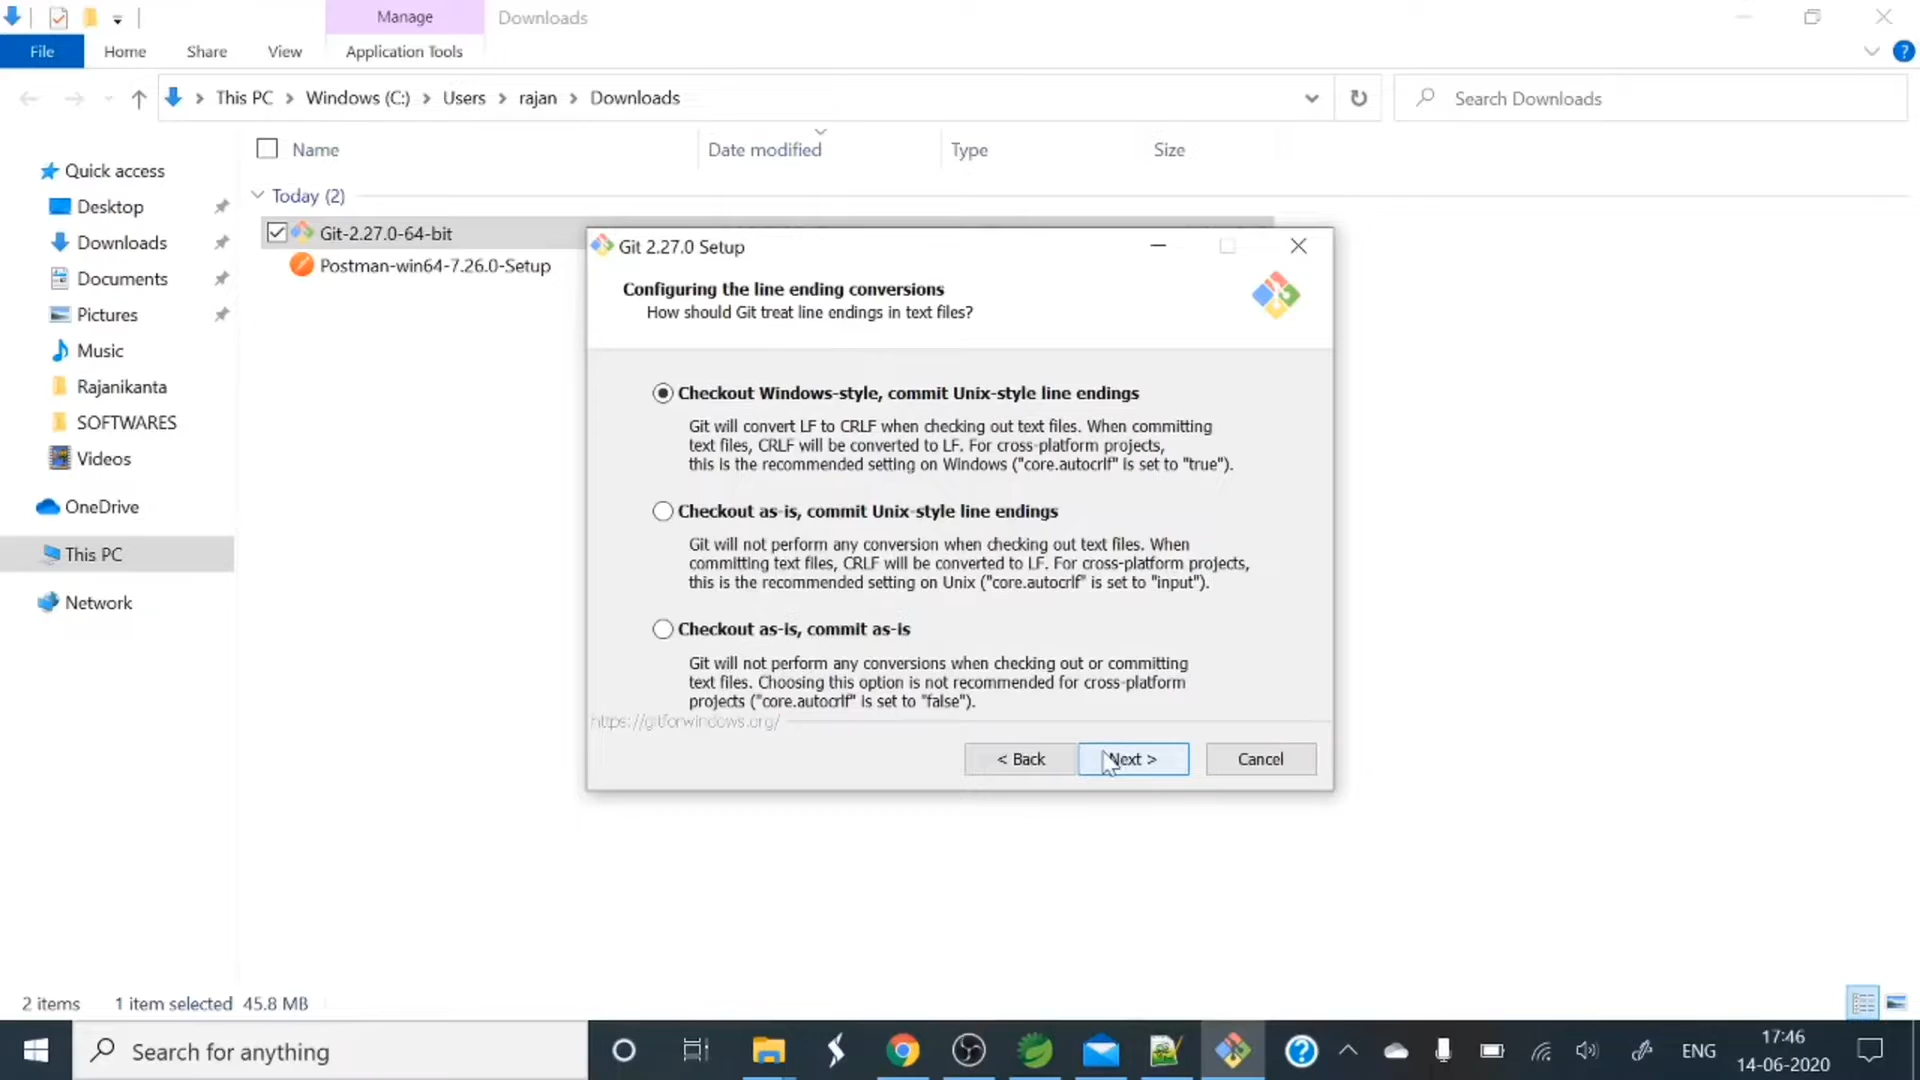 Manage
Downloads
File
Home
Share
View
Application Tools
This PC
Windows (C:)
Users
rajan
Downloads
Search Downloads
Name
Date modified
Type
Size
Quick access
Desktop
Downloads
Documents
Pictures
Music
Rajanikanta
SOFTWARES
Videos
OneDrive
This PC
Network
Today (2)
Git-2.27.0-64-bit
Postman-win64-7.26.0-Setup
Git 2.27.0 Setup
Configuring the line ending conversions
How should Git treat line endings in text files?
Checkout Windows-style, commit Unix-style line endings
Git will convert LF to CRLF when checking out text files. When committing
text files, CRLF will be converted to LF. For cross-platform projects,
this is the recommended setting on Windows ("core.autocrlf" is set to "true").
Checkout as-is, commit Unix-style line endings
Git will not perform any conversion when checking out text files. When
committing text files, CRLF will be converted to LF. For cross-platform projects,
this is the recommended setting on Unix ("core.autocrlf" is set to "input").
Checkout as-is, commit as-is
Git will not perform any conversions when checking out or committing
text files. Choosing this option is not recommended for cross-platform
projects ("core.autocrlf" is set to "false").
https://gitforwindows.org/
< Back
Next >
Cancel
2 items
1 item selected 45.8 MB
Search for anything
ENG
17:46
14-06-2020